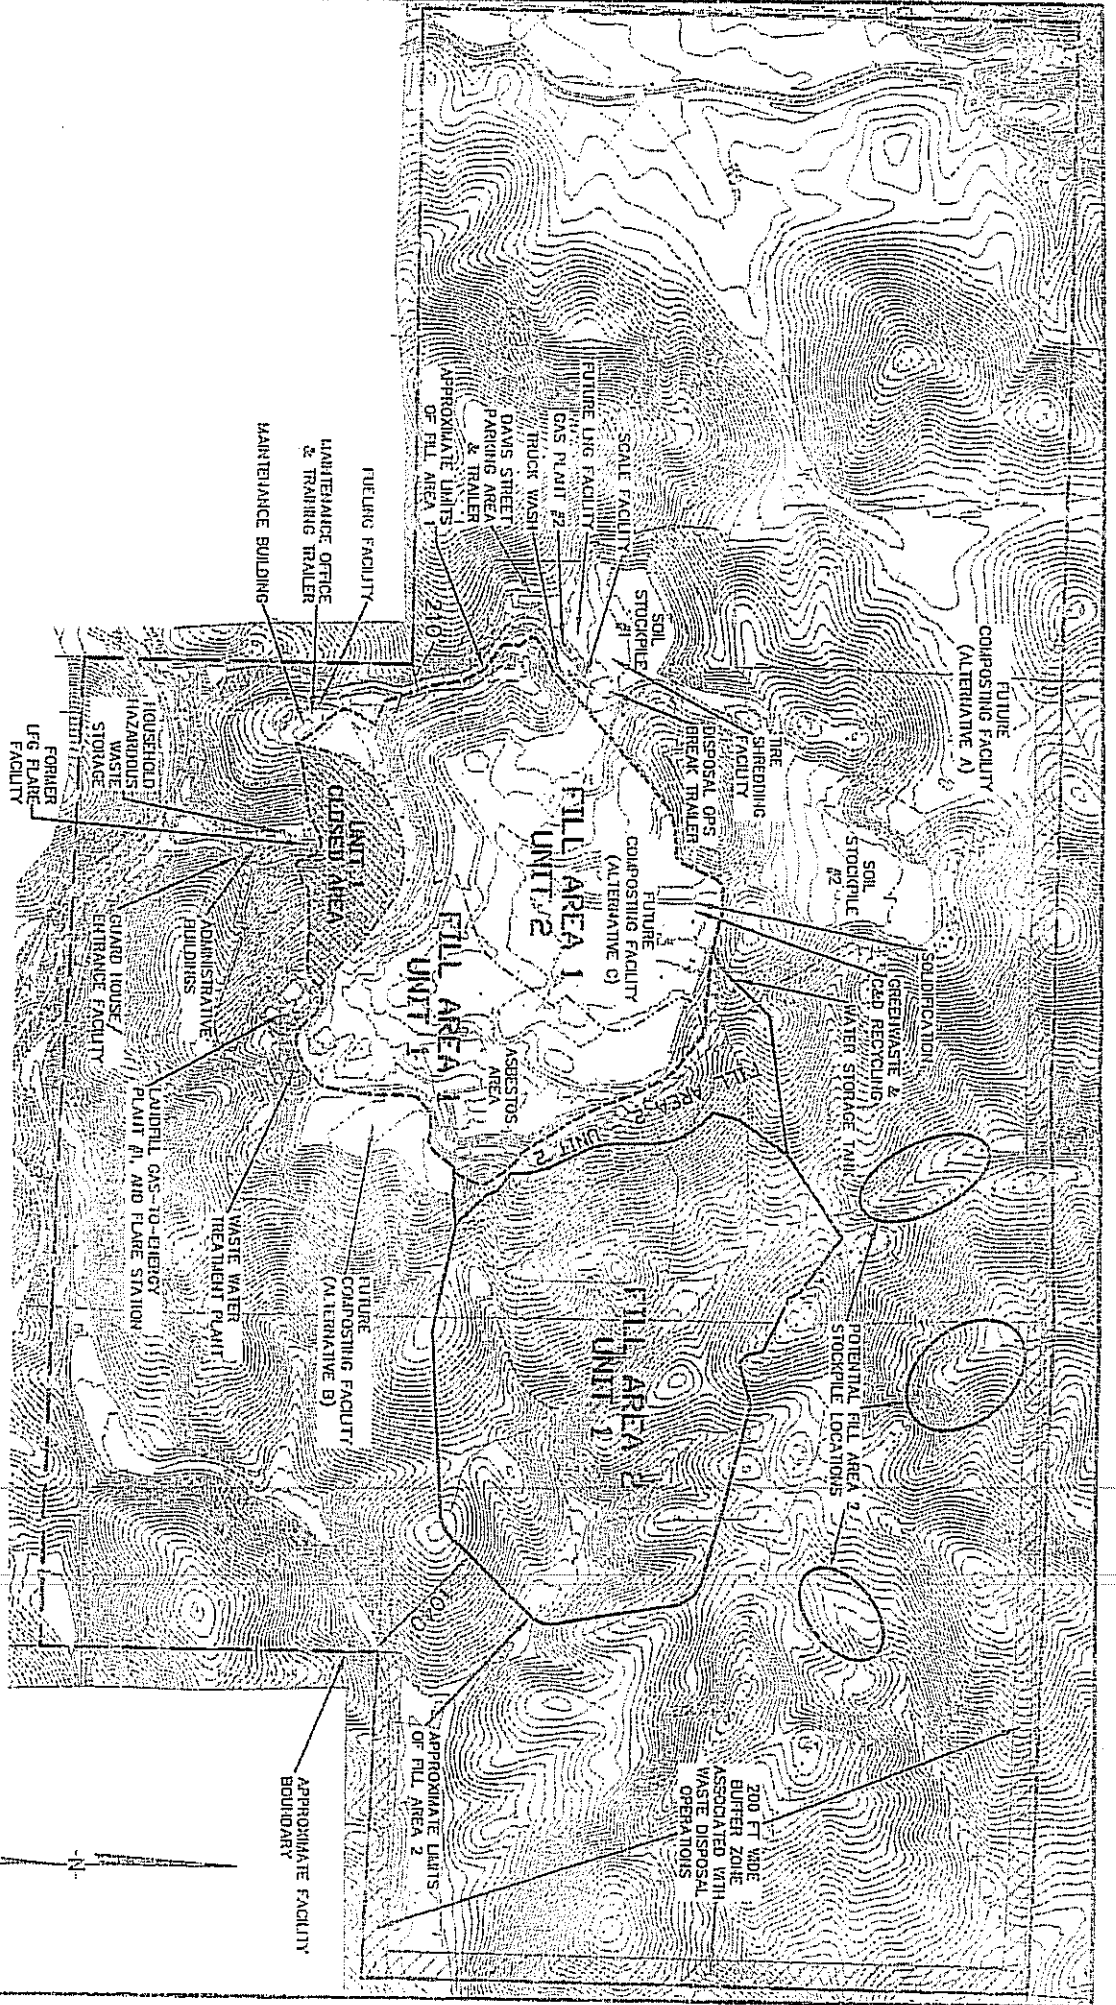 FUTURE
COMPOSTING FACILITY
(ALTERNATIVE A)
SCALE FACILITY
FUTURE LNG FACILITY
GAS PLANT #2
TRUCK WASH
DAVIS STREET
PARKING AREA
& TRAILER
APPROXIMATE LIMITS
OF FILL AREA 1
SOIL
STOCKPILE
#1
TIRE
SHREDDING
FACILITY
DISPOSAL OPS
BREAK TRAILER
SOIL
STOCKPILE
#2
SOLIDIFICATION
GREENWASTE &
C&D RECYCLING
WATER STORAGE TANK
FUTURE
COMPOSTING FACILITY
(ALTERNATIVE C)
FILL AREA 1
UNIT 2
FILL AREA 1
UNIT 1
ASBESTOS
AREA
FILL AREA 2
UNIT 2
FILL AREA 2
UNIT 1
POTENTIAL FILL AREA 2
STOCKPILE LOCATIONS
FUELING FACILITY
MAINTENANCE OFFICE
& TRAINING TRAILER
MAINTENANCE BUILDING
UNIT 1
CLOSED AREA
HOUSEHOLD
HAZARDOUS
WASTE
STORAGE
FORMER
LFG FLARE
FACILITY
GUARD HOUSE/
ENTRANCE FACILITY
ADMINISTRATIVE
BUILDINGS
LANDFILL GAS-TO-ENERGY
PLANT #1, AND FLARE STATION
WASTE WATER
TREATMENT PLANT
FUTURE
COMPOSTING FACILITY
(ALTERNATIVE B)
200 FT WIDE
BUFFER ZONE
ASSOCIATED WITH
WASTE DISPOSAL
OPERATIONS
APPROXIMATE LIMITS
OF FILL AREA 2
APPROXIMATE FACILITY
BOUNDARY
N